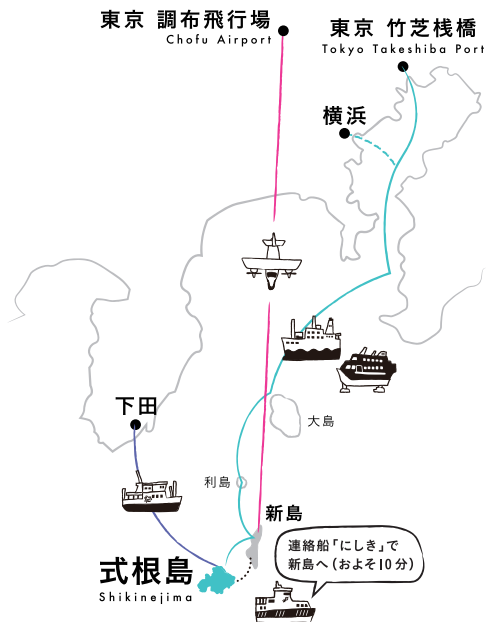 東京 調布飛行場
Chofu Airport
東京 竹芝桟橋
Tokyo Takeshiba Port
横浜
下田
大島
利島
新島
式根島
Shikinejima
連絡船「にしき」で
新島へ（およそ10分）